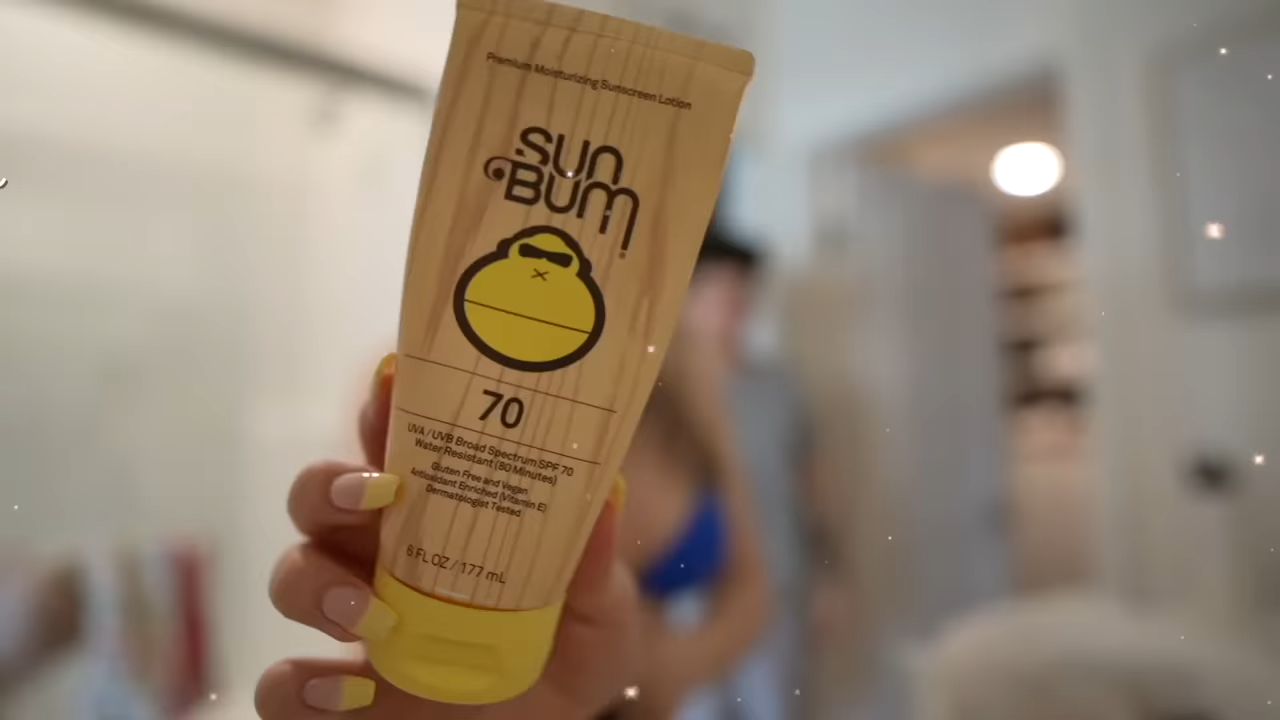 Premium Moisturizing Sunscreen Lotion
sun
BUM
70
UVA / UVB Broad Spectrum SPF 70
Water Resistant (80 Minutes)
Gluten Free and Vegan
Antioxidant Enriched (Vitamin E)
Dermatologist Tested
6 FL OZ / 177 mL